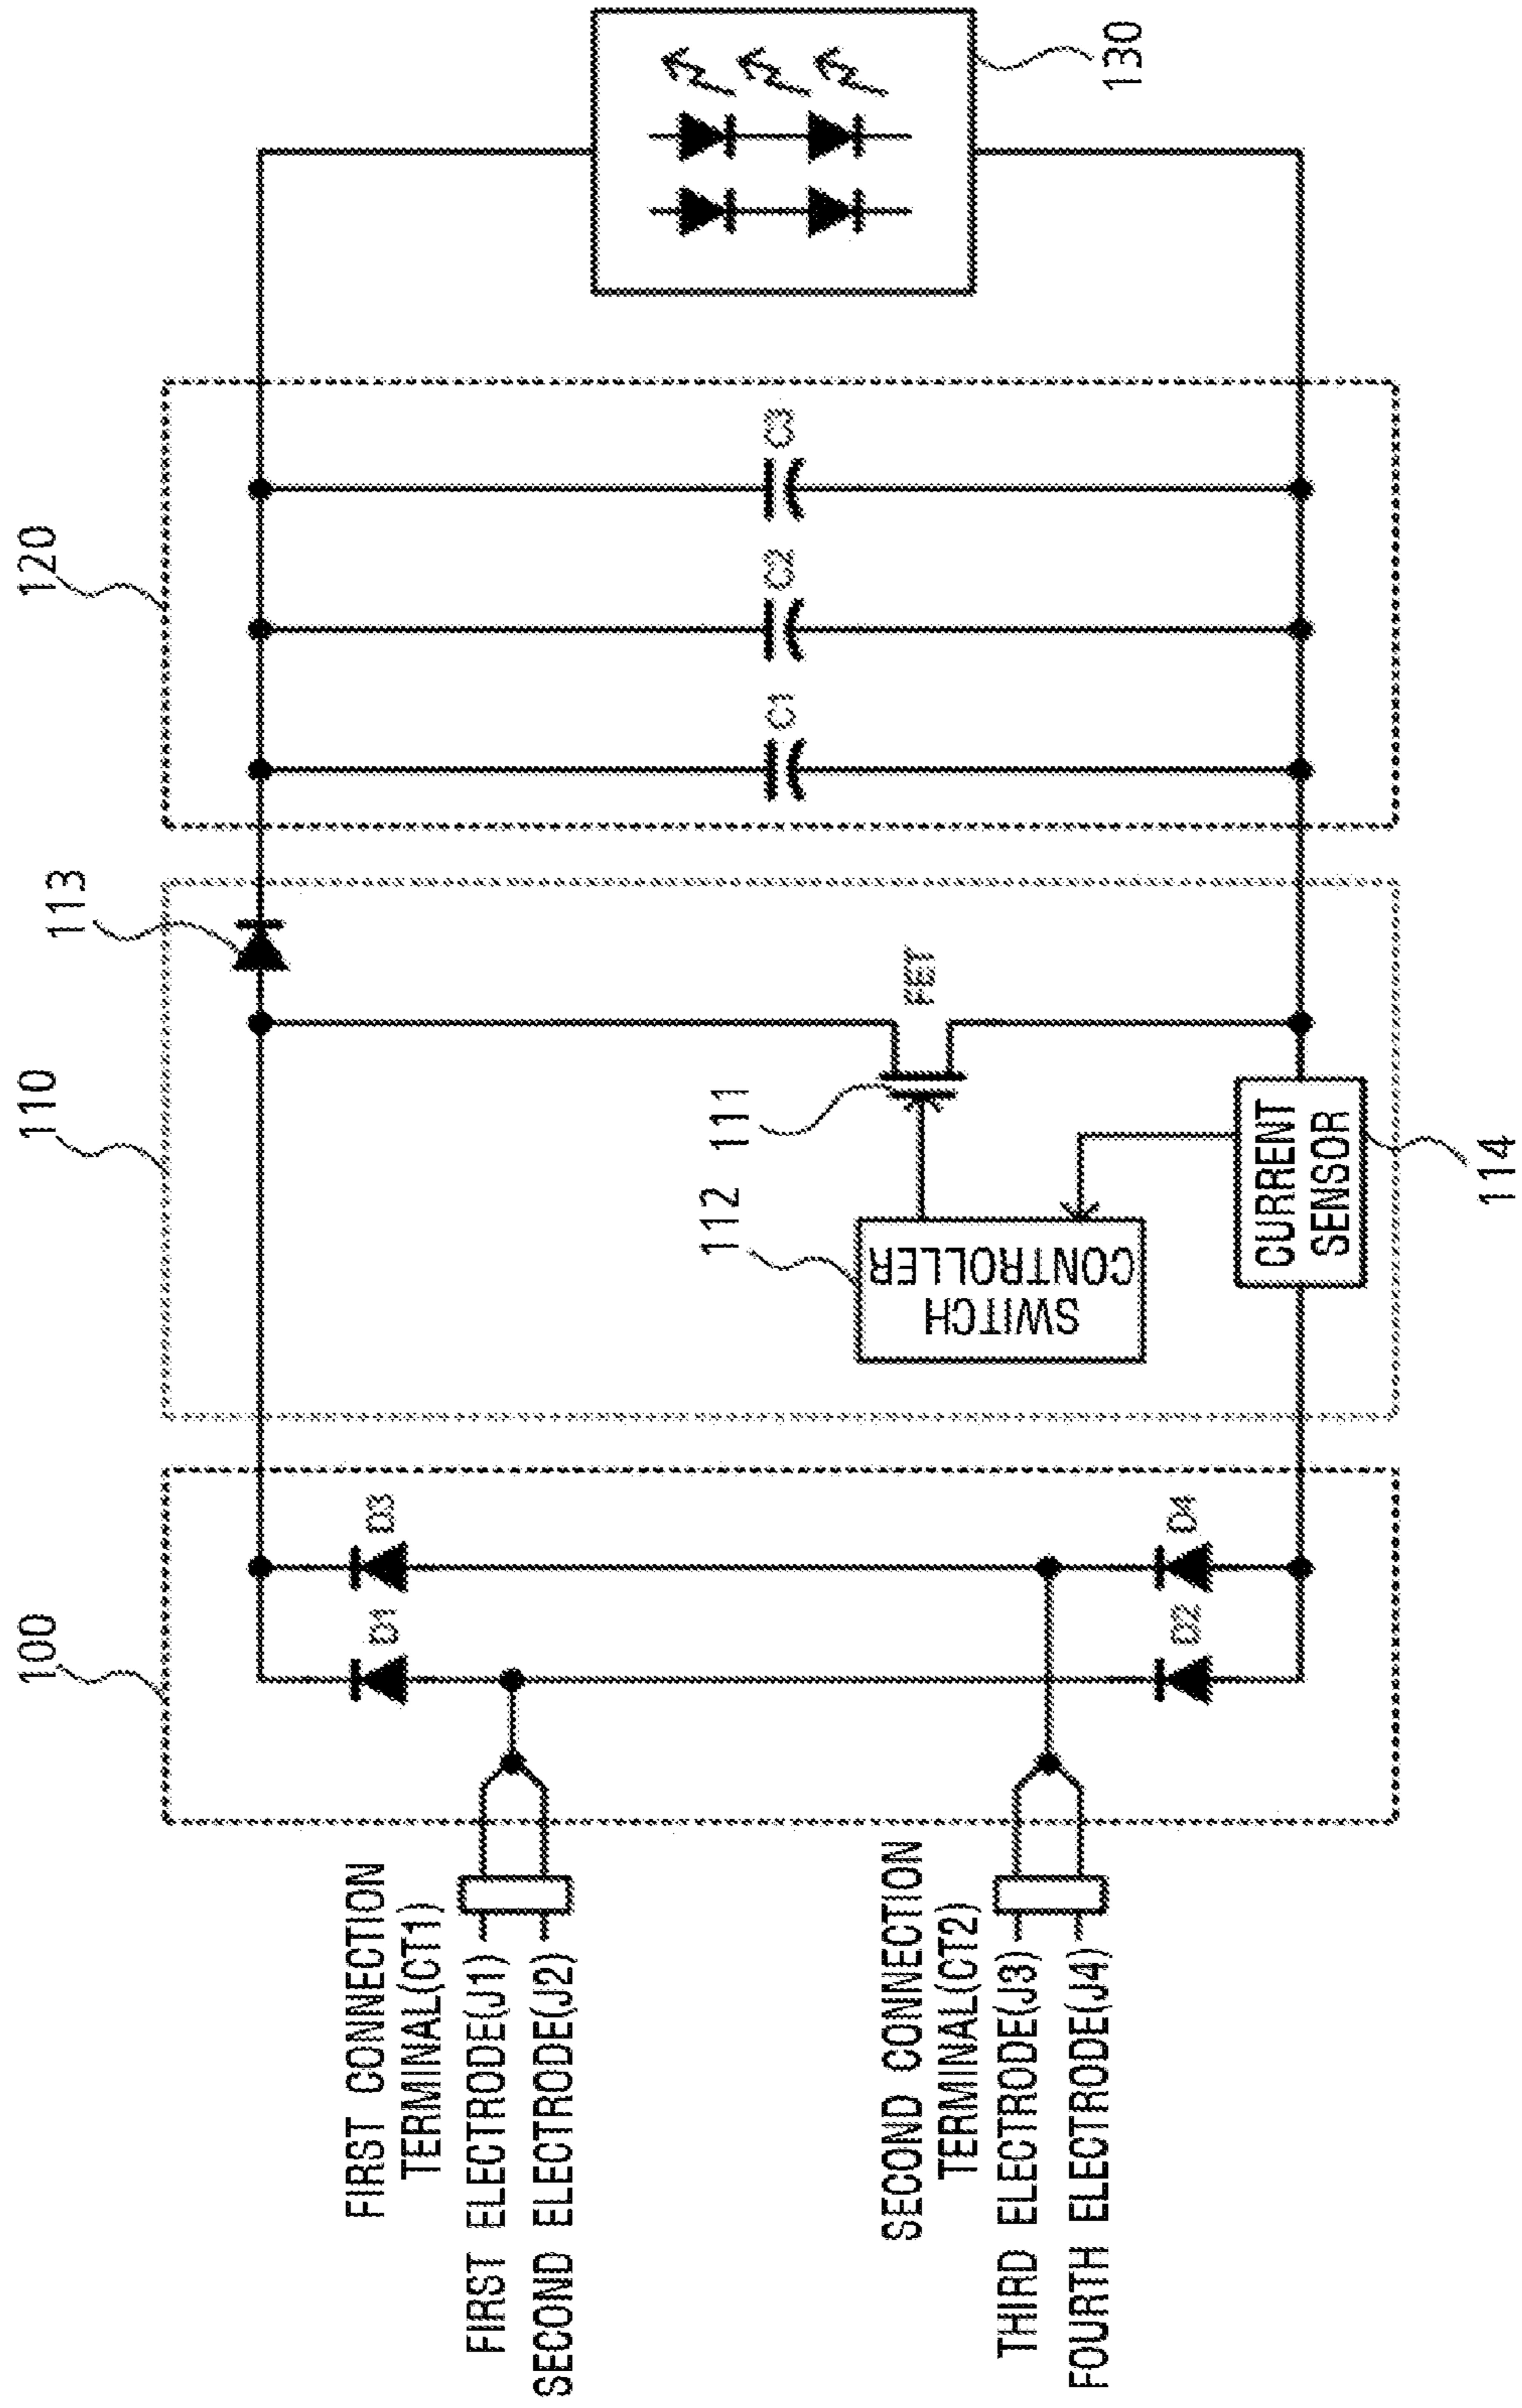 100
110
113
120
FIRST CONNECTION
TERMINAL(CT1)
FIRST ELECTRODE(J1)
SECOND ELECTRODE(J2)
SECOND CONNECTION
TERMINAL(CT2)
THIRD ELECTRODE(J3)
FOURTH ELECTRODE(J4)
D1
D3
D2
D4
112
SWITCH
CONTROLLER
111
FET
CURRENT
SENSOR
114
C1
C2
C3
130